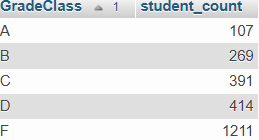 GradeClass 1 student_count
A 107
B 269
C 391
D 414
F 1211